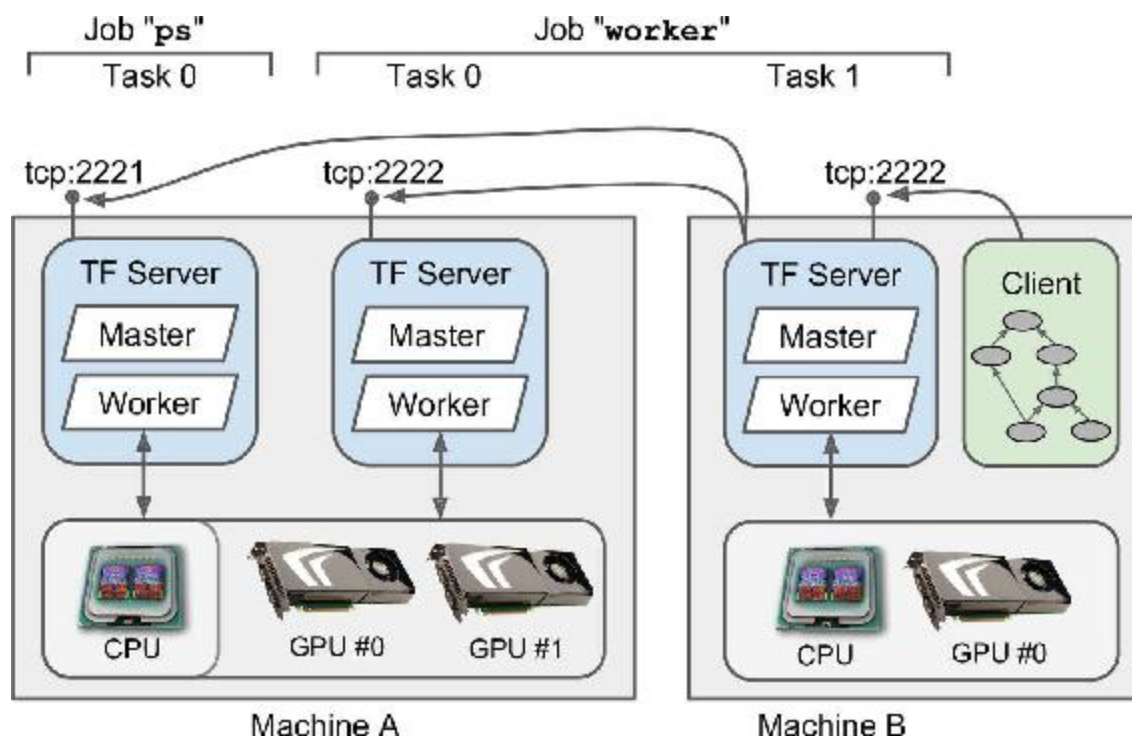 Job "ps"
Job "worker"
Task 0
Task 0
Task 1
tcp:2221
tcp:2222
tcp:2222
TF Server
Master
Worker
TF Server
Master
Worker
TF Server
Master
Worker
Client
CPU
GPU #0
GPU #1
CPU
GPU #0
Machine A
Machine B